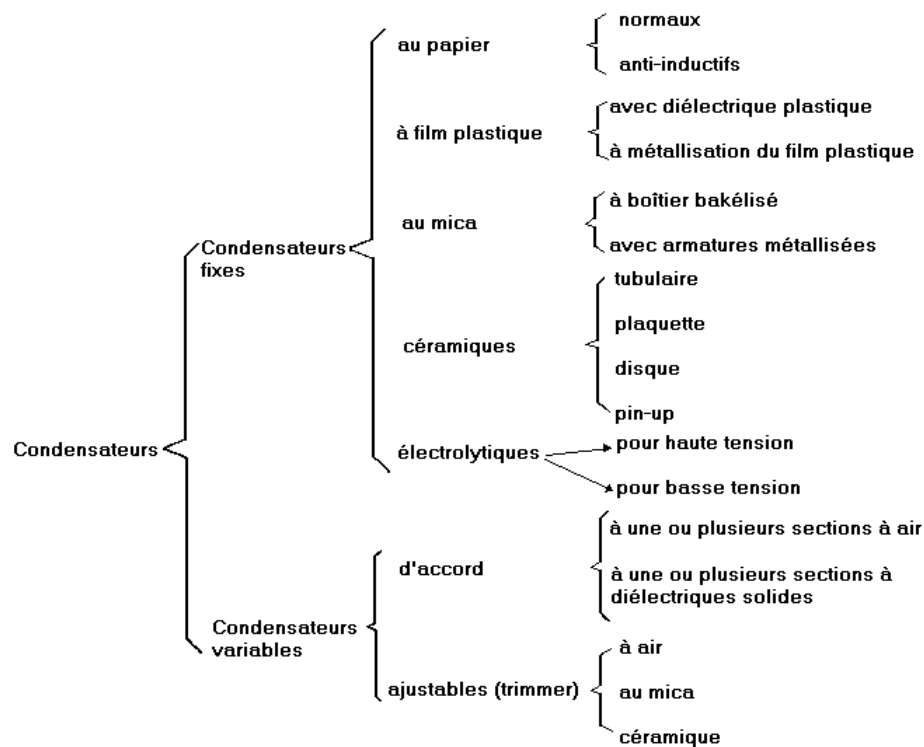 Condensateurs
Condensateurs
fixes
au papier
normaux
anti-inductifs
à film plastique
avec diélectrique plastique
à métallisation du film plastique
au mica
à boîtier bakélisé
avec armatures métallisées
céramiques
tubulaire
plaquette
disque
pin-up
électrolytiques
pour haute tension
pour basse tension
Condensateurs
variables
d'accord
à une ou plusieurs sections à air
à une ou plusieurs sections à
diélectriques solides
ajustables (trimmer)
à air
au mica
céramique